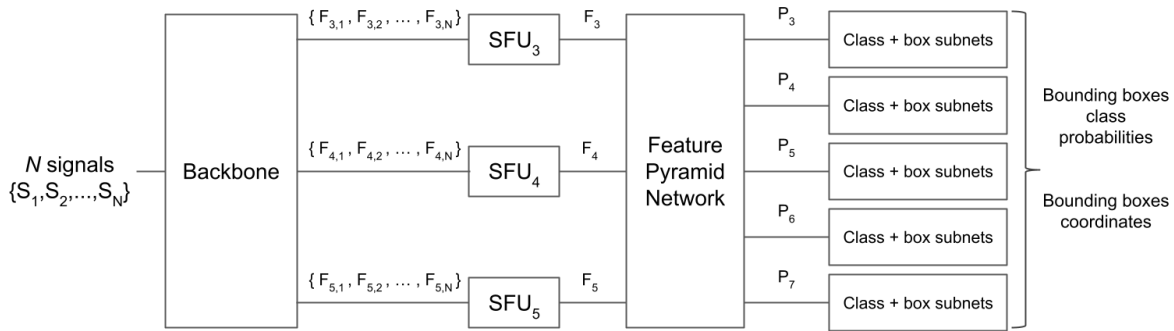 N signals
{S₁,S₂,...,S_N}
Backbone
{ F₃,₁, F₃,₂, … , F₃,N }
SFU₃
F₃
{ F₄,₁, F₄,₂, … , F₄,N }
SFU₄
F₄
{ F₅,₁, F₅,₂, … , F₅,N }
SFU₅
F₅
Feature
Pyramid
Network
P₃
Class + box subnets
P₄
Class + box subnets
P₅
Class + box subnets
P₆
Class + box subnets
P₇
Class + box subnets
Bounding boxes
class
probabilities
Bounding boxes
coordinates